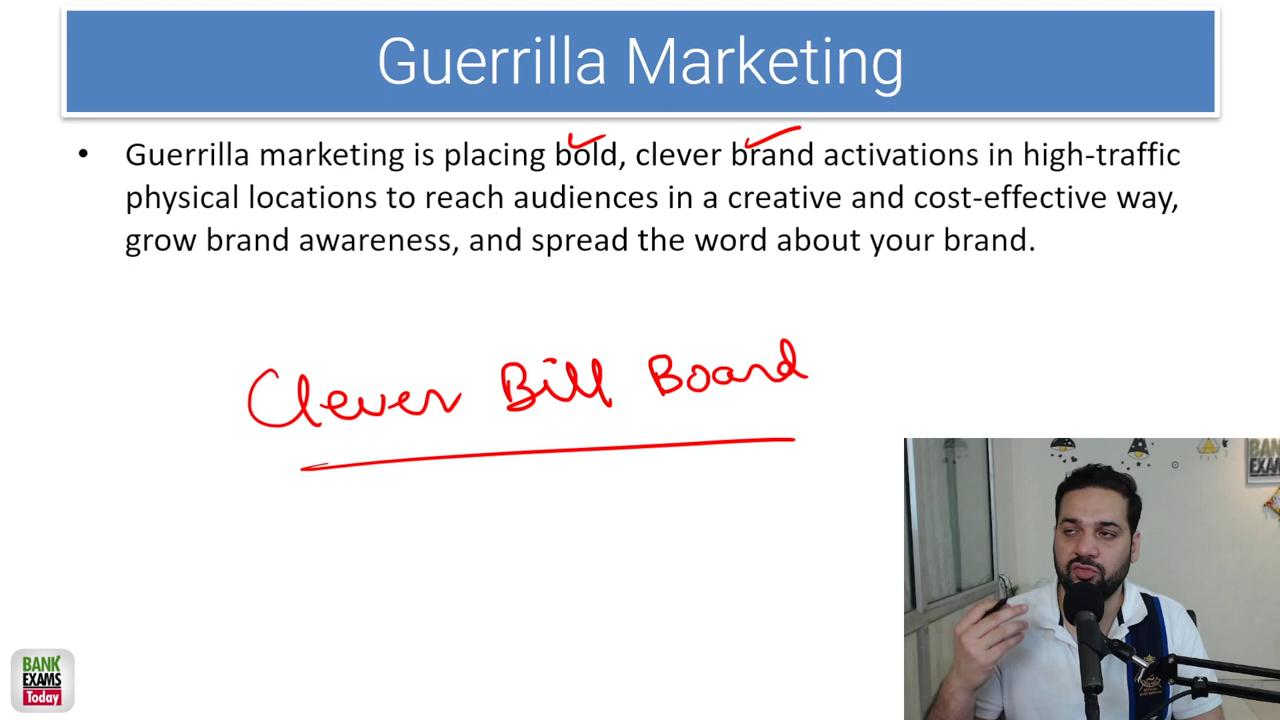 Guerrilla Marketing
• Guerrilla marketing is placing bold, clever brand activations in high-traffic
physical locations to reach audiences in a creative and cost-effective way,
grow brand awareness, and spread the word about your brand.
Clever Bill Board
BANK
EXAM
BANK
EXAMS
Today